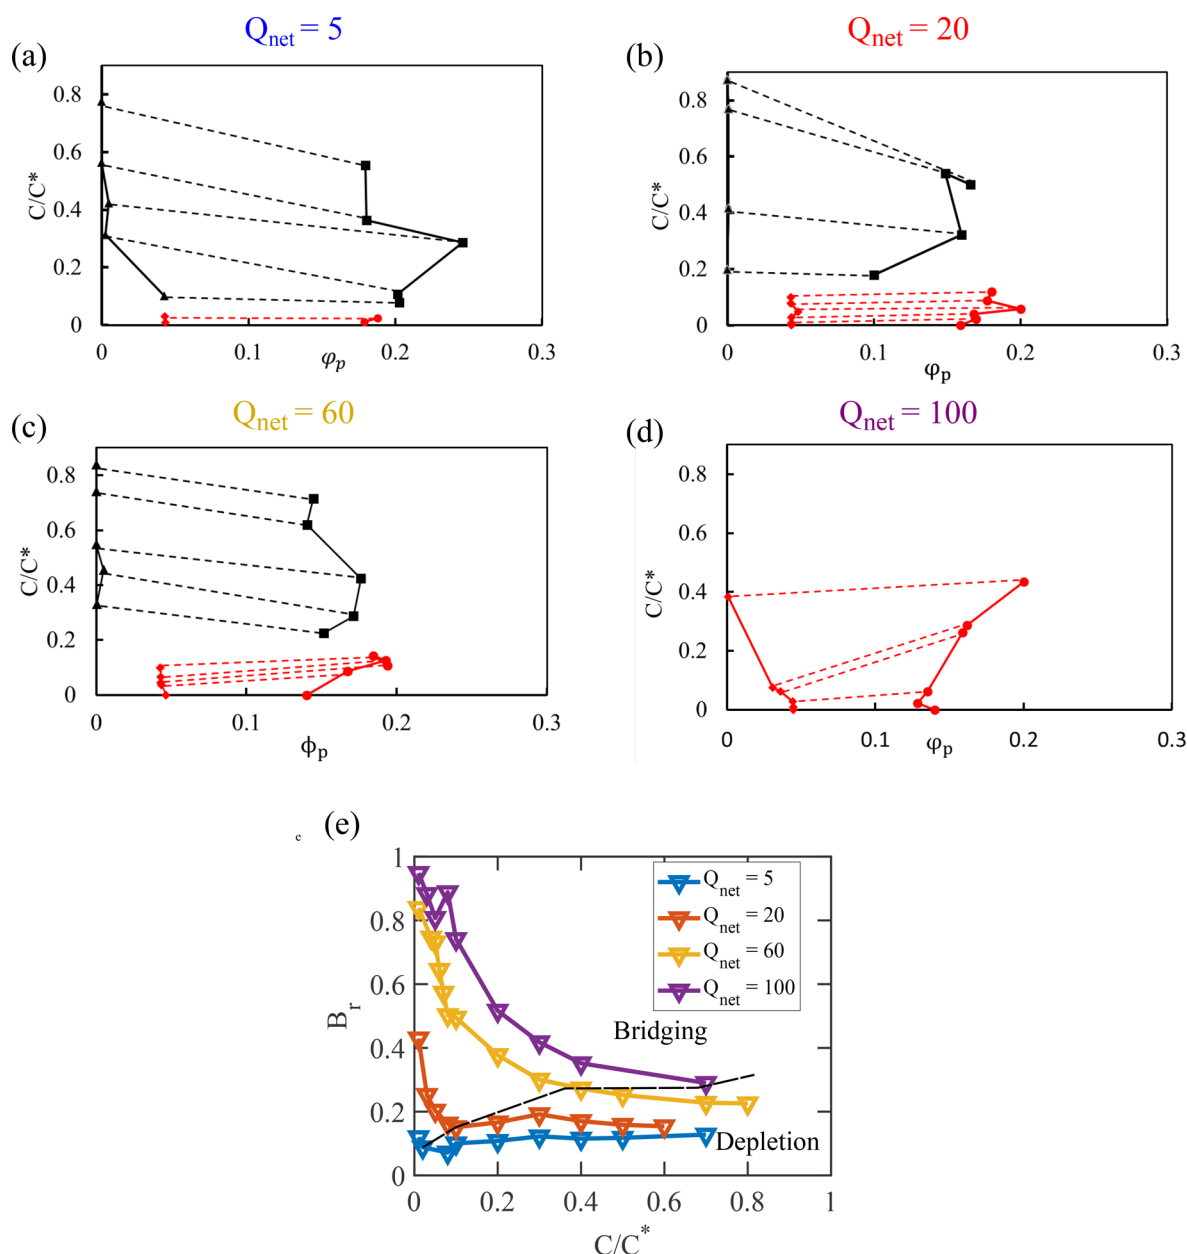 Q_net = 5
Q_net = 20
(a)
(b)
0.8
0.6
0.4
0.2
0
C/C*
0
0.1
0.2
0.3
φ_p
0.8
0.6
0.4
0.2
0
C/C*
0
0.1
0.2
0.3
φ_p
Q_net = 60
Q_net = 100
(c)
(d)
0.8
0.6
0.4
0.2
0
C/C*
0
0.1
0.2
0.3
ϕ_p
0.8
0.6
0.4
0.2
0
C/C*
0
0.1
0.2
0.3
φ_p
e
(e)
1
0.8
0.6
0.4
0.2
0
B_r
Q_net = 5
Q_net = 20
Q_net = 60
Q_net = 100
Bridging
Depletion
0
0.2
0.4
0.6
0.8
1
C/C^*